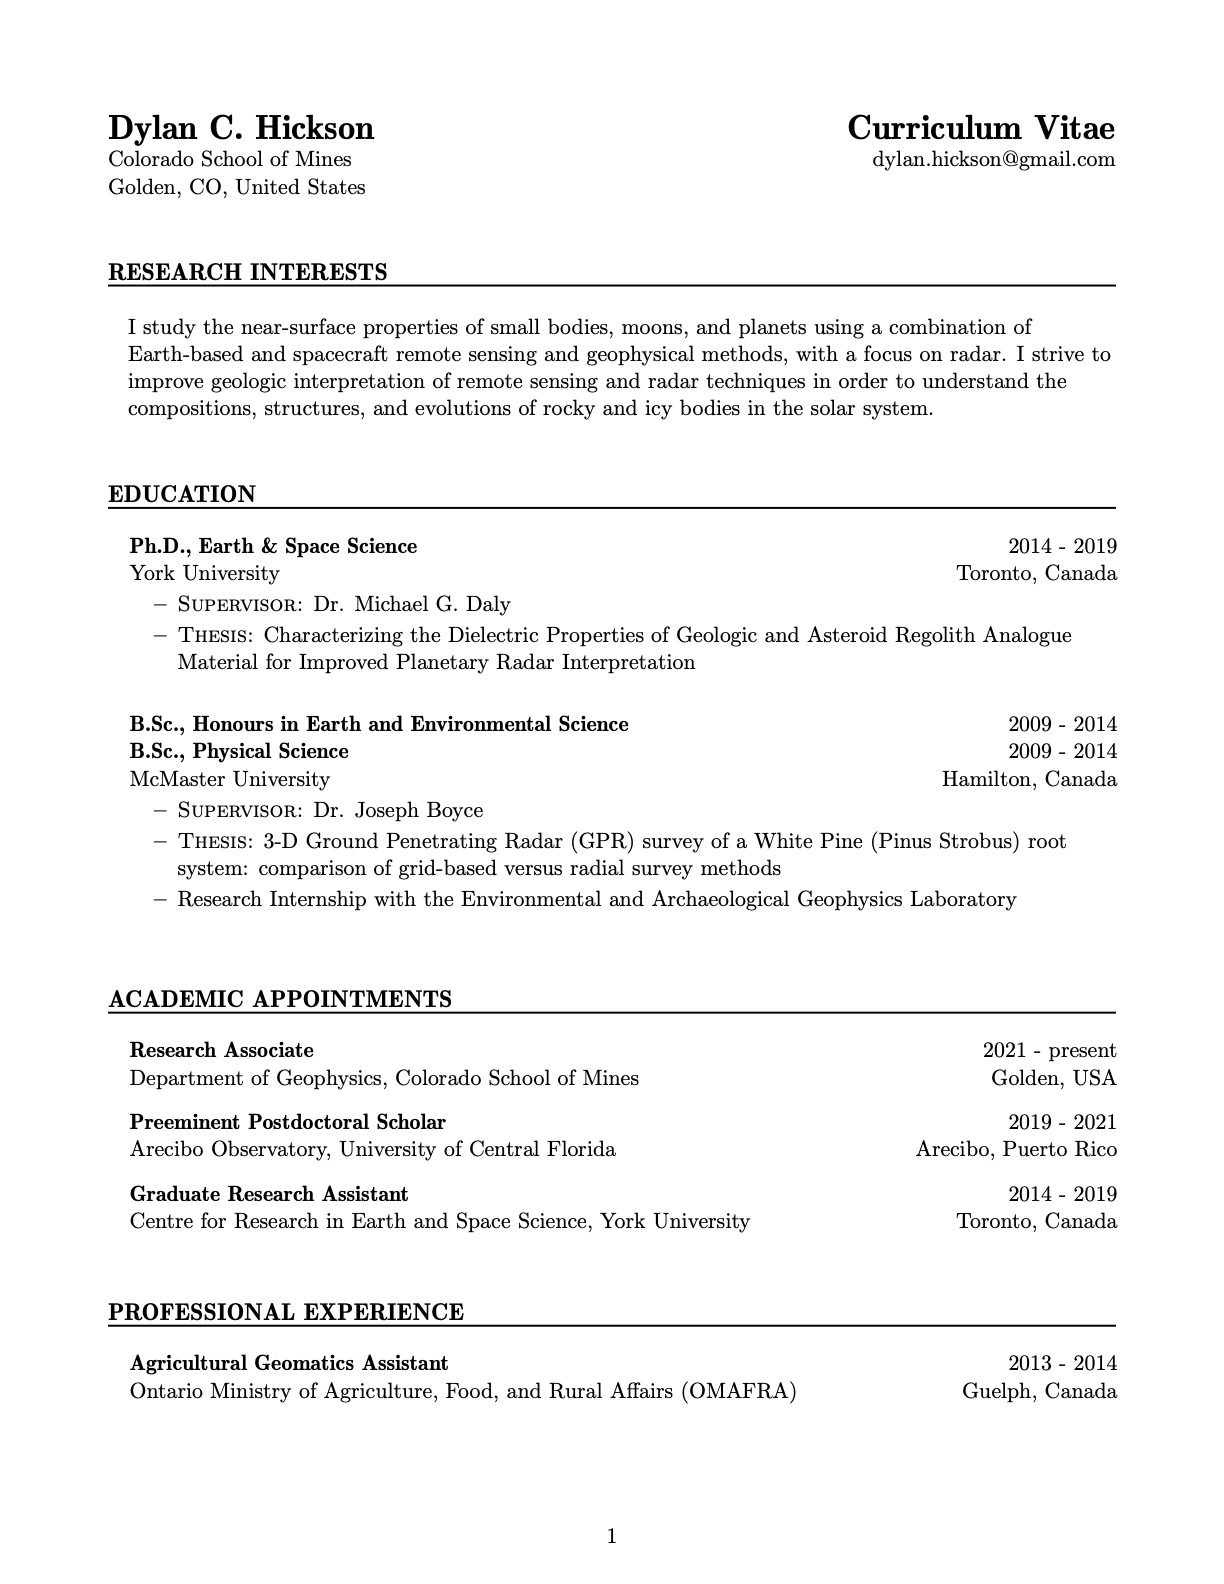 Dylan C. Hickson
Curriculum Vitae
Colorado School of Mines
dylan.hickson@gmail.com
Golden, CO, United States
RESEARCH INTERESTS
I study the near-surface properties of small bodies, moons, and planets using a combination of
Earth-based and spacecraft remote sensing and geophysical methods, with a focus on radar. I strive to
improve geologic interpretation of remote sensing and radar techniques in order to understand the
compositions, structures, and evolutions of rocky and icy bodies in the solar system.
EDUCATION
Ph.D., Earth & Space Science 2014 - 2019
York University Toronto, Canada
– SUPERVISOR: Dr. Michael G. Daly
– THESIS: Characterizing the Dielectric Properties of Geologic and Asteroid Regolith Analogue
Material for Improved Planetary Radar Interpretation
B.Sc., Honours in Earth and Environmental Science 2009 - 2014
B.Sc., Physical Science 2009 - 2014
McMaster University Hamilton, Canada
– SUPERVISOR: Dr. Joseph Boyce
– THESIS: 3-D Ground Penetrating Radar (GPR) survey of a White Pine (Pinus Strobus) root
system: comparison of grid-based versus radial survey methods
– Research Internship with the Environmental and Archaeological Geophysics Laboratory
ACADEMIC APPOINTMENTS
Research Associate 2021 - present
Department of Geophysics, Colorado School of Mines Golden, USA
Preeminent Postdoctoral Scholar 2019 - 2021
Arecibo Observatory, University of Central Florida Arecibo, Puerto Rico
Graduate Research Assistant 2014 - 2019
Centre for Research in Earth and Space Science, York University Toronto, Canada
PROFESSIONAL EXPERIENCE
Agricultural Geomatics Assistant 2013 - 2014
Ontario Ministry of Agriculture, Food, and Rural Affairs (OMAFRA) Guelph, Canada
1